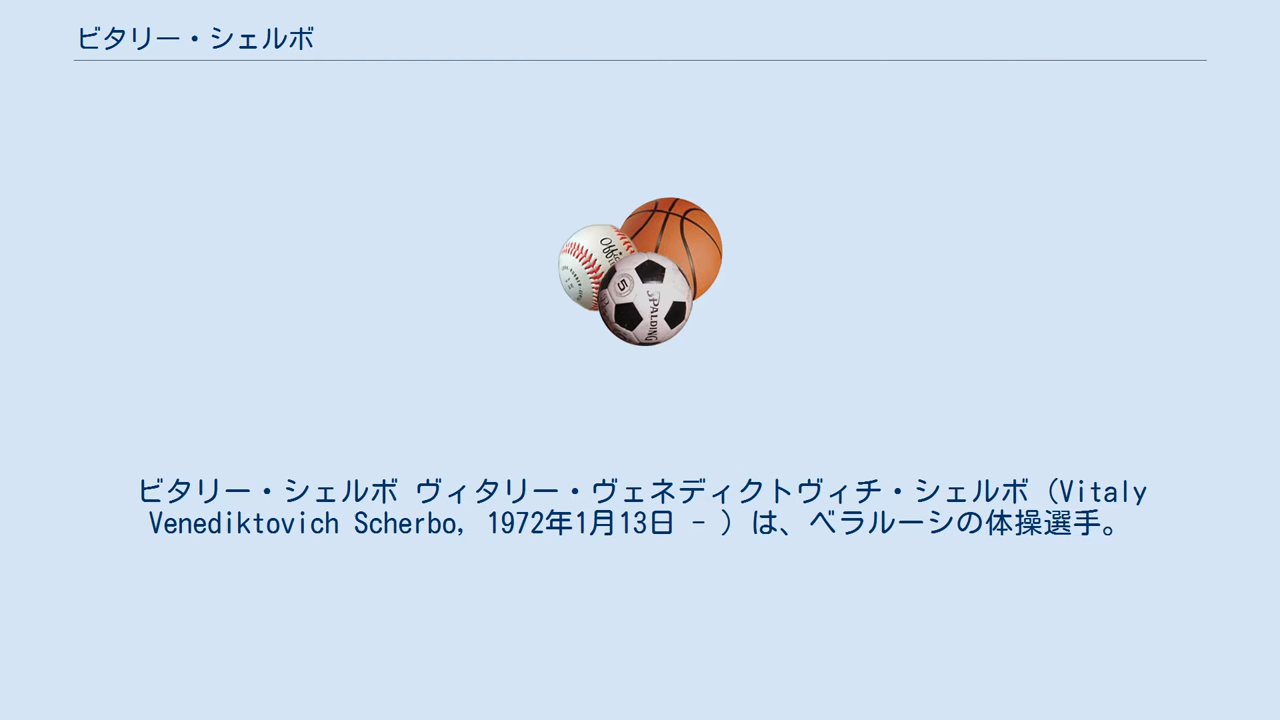 ビタリー・シェルボ
Offici
5
SPALDING
ビタリー・シェルボ ヴィタリー・ヴェネディクトヴィチ・シェルボ（Vitaly
Venediktovich Scherbo, 1972年1月13日 - ）は、ベラルーシの体操選手。